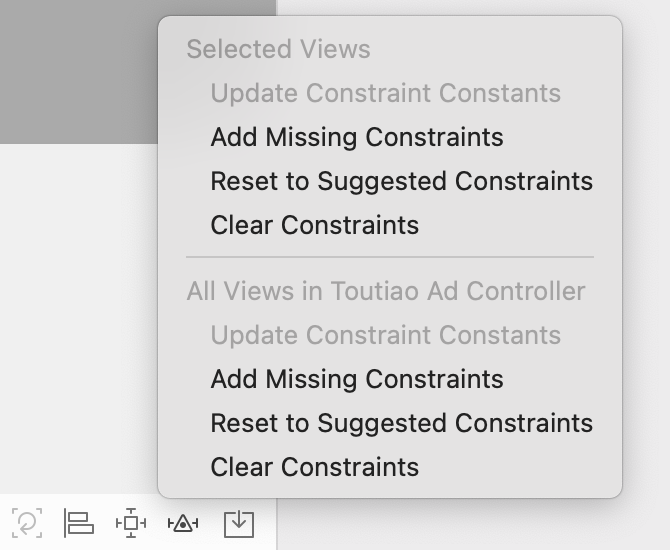 Selected Views
Update Constraint Constants
Add Missing Constraints
Reset to Suggested Constraints
Clear Constraints
All Views in Toutiao Ad Controller
Update Constraint Constants
Add Missing Constraints
Reset to Suggested Constraints
Clear Constraints